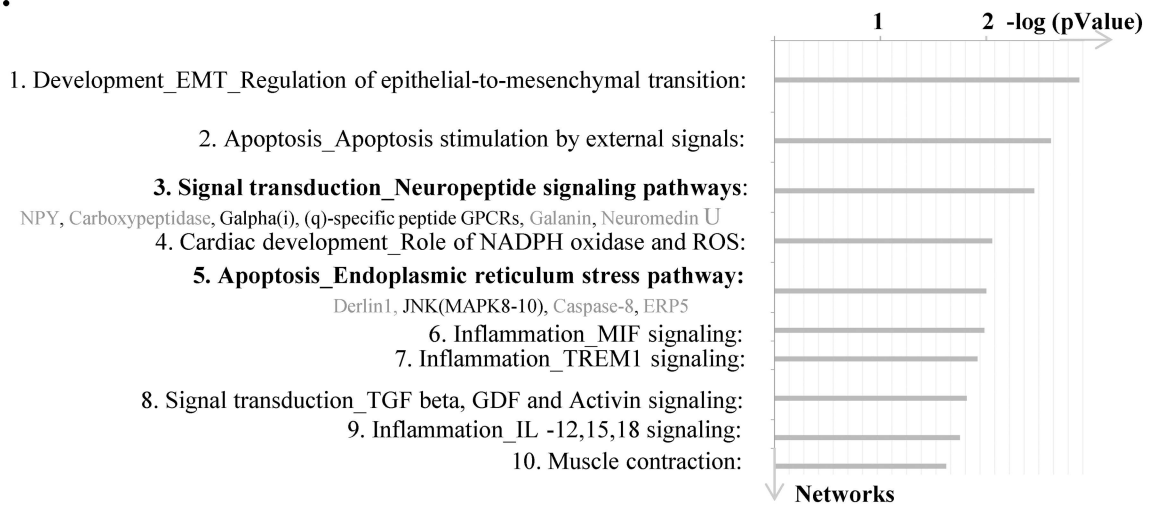 1 2 -log (pValue)
1. Development_EMT_Regulation of epithelial-to-mesenchymal transition:
2. Apoptosis_Apoptosis stimulation by external signals:
3. Signal transduction_Neuropeptide signaling pathways:
NPY, Carboxypeptidase, Galpha(i), (q)-specific peptide GPCRs, Galanin, Neuromedin U
4. Cardiac development_Role of NADPH oxidase and ROS:
5. Apoptosis_Endoplasmic reticulum stress pathway:
Derlin1, JNK(MAPK8-10), Caspase-8, ERP5
6. Inflammation_MIF signaling:
7. Inflammation_TREM1 signaling:
8. Signal transduction_TGF beta, GDF and Activin signaling:
9. Inflammation_IL -12,15,18 signaling:
10. Muscle contraction:
Networks